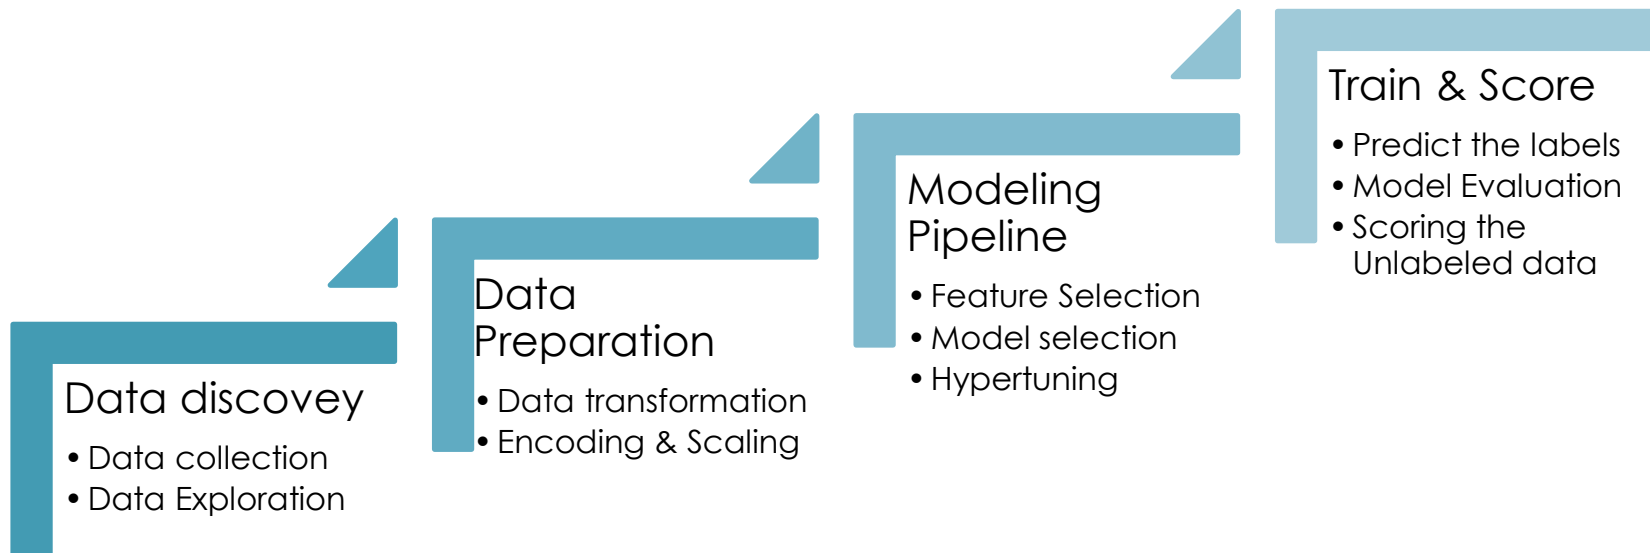 Data discovey
• Data collection
• Data Exploration
Data
Preparation
• Data transformation
• Encoding & Scaling
Modeling
Pipeline
• Feature Selection
• Model selection
• Hypertuning
Train & Score
• Predict the labels
• Model Evaluation
• Scoring the
Unlabeled data